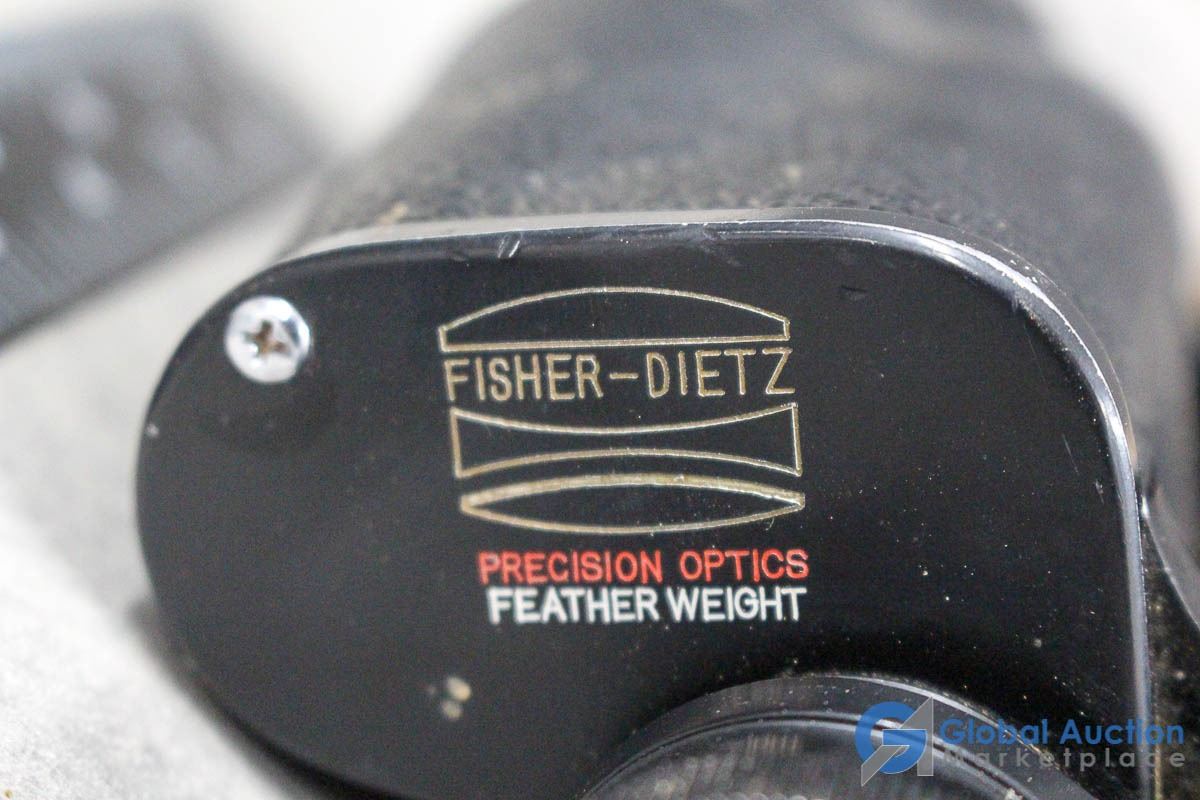 FISHER-DIETZ
PRECISION OPTICS
FEATHER WEIGHT
Global Auction
Marketplace